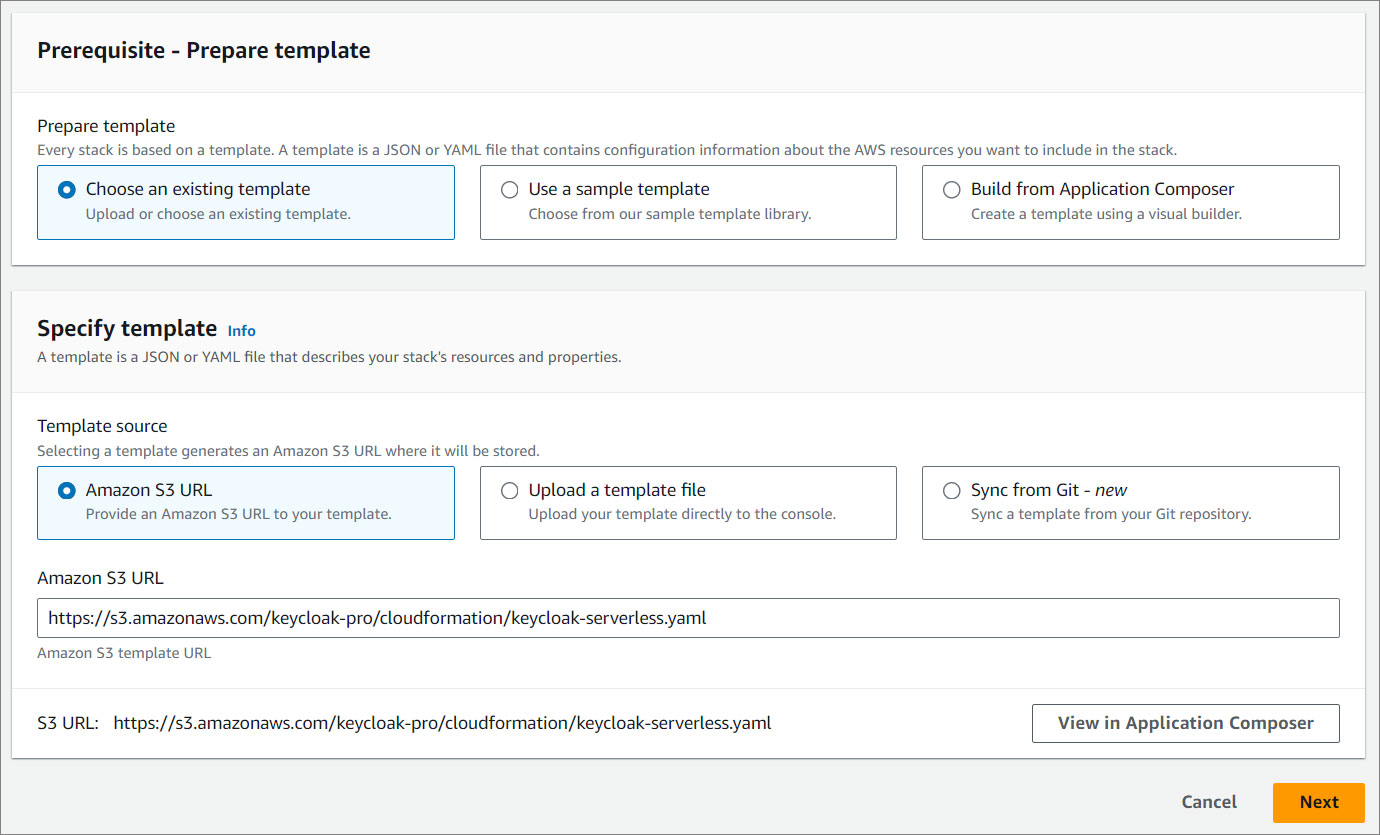 Prerequisite - Prepare template
Prepare template
Every stack is based on a template. A template is a JSON or YAML file that contains configuration information about the AWS resources you want to include in the stack.
Choose an existing template
Upload or choose an existing template.
Use a sample template
Choose from our sample template library.
Build from Application Composer
Create a template using a visual builder.
Specify template Info
A template is a JSON or YAML file that describes your stack's resources and properties.
Template source
Selecting a template generates an Amazon S3 URL where it will be stored.
Amazon S3 URL
Provide an Amazon S3 URL to your template.
Upload a template file
Upload your template directly to the console.
Sync from Git - new
Sync a template from your Git repository.
Amazon S3 URL
https://s3.amazonaws.com/keycloak-pro/cloudformation/keycloak-serverless.yaml
Amazon S3 template URL
S3 URL: https://s3.amazonaws.com/keycloak-pro/cloudformation/keycloak-serverless.yaml
View in Application Composer
Cancel
Next